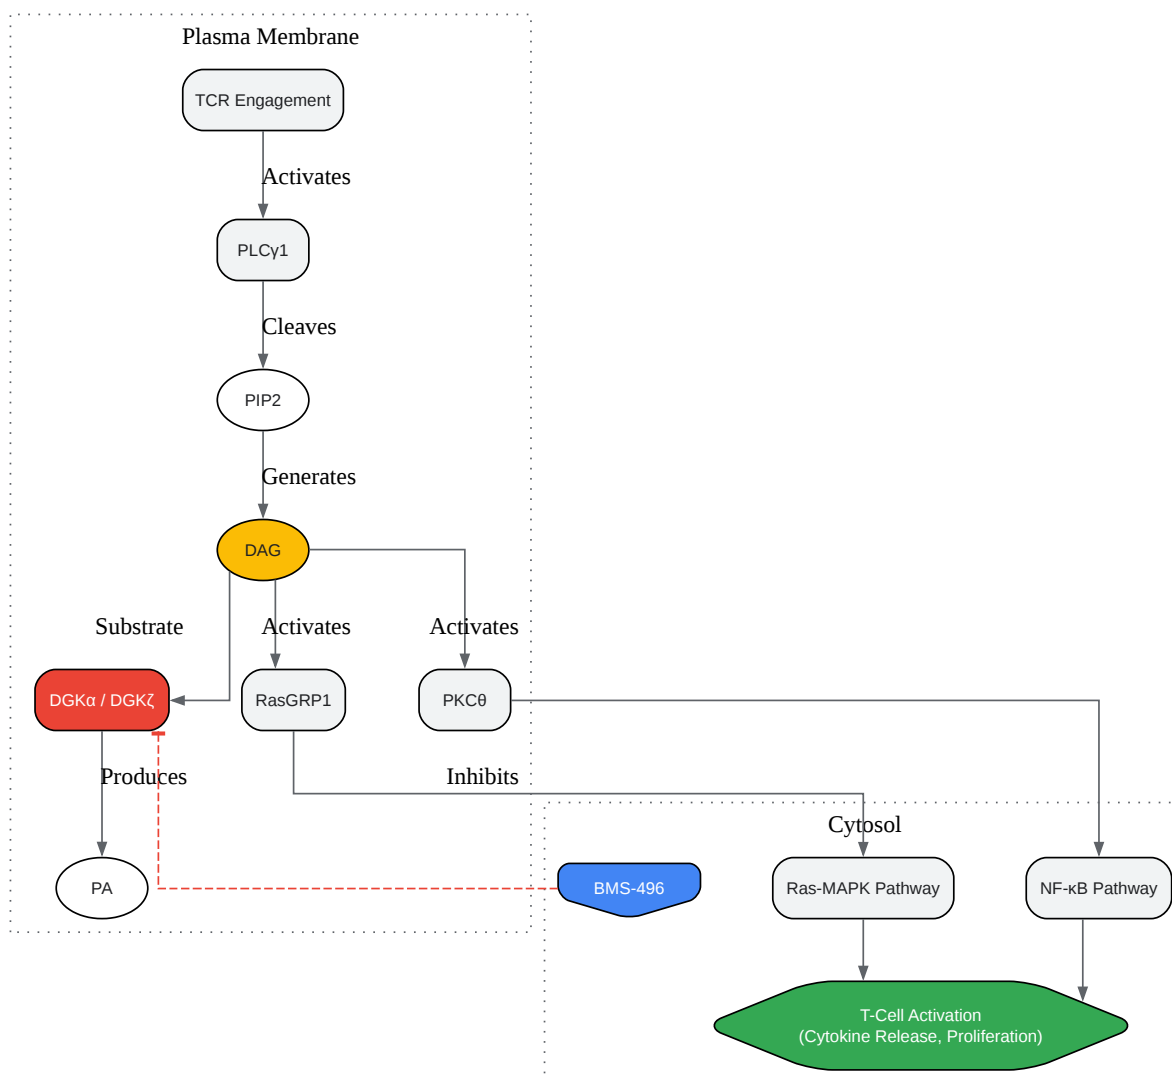 Plasma Membrane
TCR Engagement
Activates
PLCγ1
Cleaves
PIP2
Generates
DAG
Substrate
Activates
Activates
DGKα / DGKζ
RasGRP1
PKCθ
Produces
Inhibits
Cytosol
PA
BMS-496
Ras-MAPK Pathway
NF-κB Pathway
T-Cell Activation
(Cytokine Release, Proliferation)